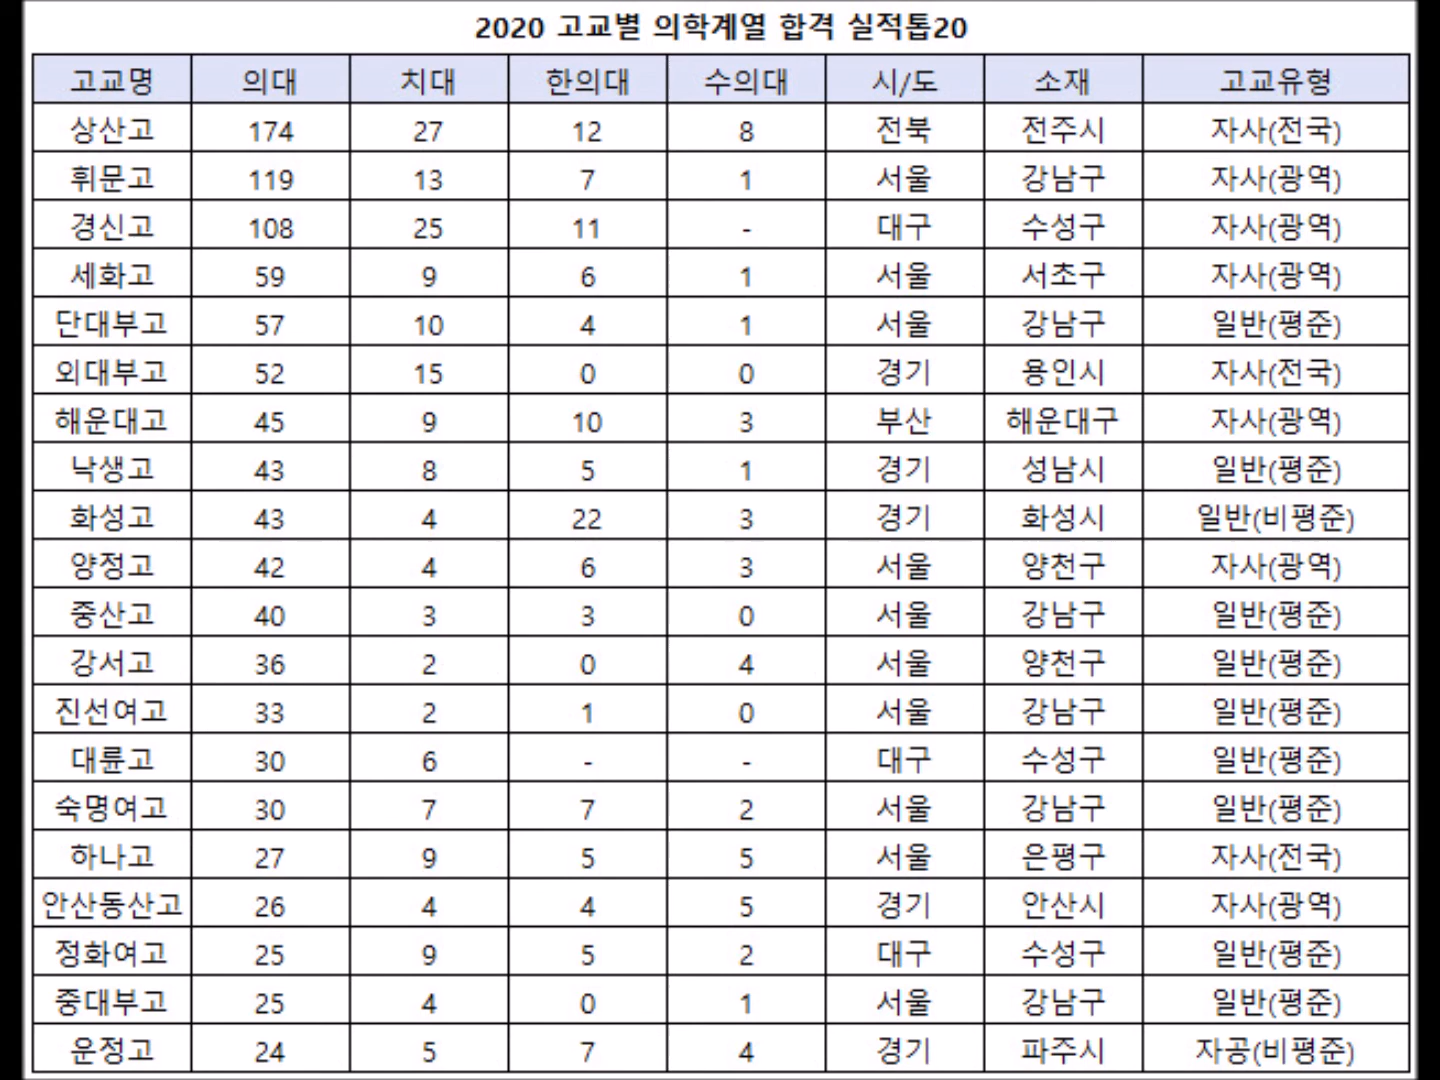 2020 고교별 의학계열 합격 실적톱20
고교명 의대 치대 한의대 수의대 시/도 소재 고교유형
상산고 174 27 12 8 전북 전주시 자사(전국)
휘문고 119 13 7 1 서울 강남구 자사(광역)
경신고 108 25 11 - 대구 수성구 자사(광역)
세화고 59 9 6 1 서울 서초구 자사(광역)
단대부고 57 10 4 1 서울 강남구 일반(평준)
외대부고 52 15 0 0 경기 용인시 자사(전국)
해운대고 45 9 10 3 부산 해운대구 자사(광역)
낙생고 43 8 5 1 경기 성남시 일반(평준)
화성고 43 4 22 3 경기 화성시 일반(비평준)
양정고 42 4 6 3 서울 양천구 자사(광역)
중산고 40 3 3 0 서울 강남구 일반(평준)
강서고 36 2 0 4 서울 양천구 일반(평준)
진선여고 33 2 1 0 서울 강남구 일반(평준)
대륜고 30 6 - - 대구 수성구 일반(평준)
숙명여고 30 7 7 2 서울 강남구 일반(평준)
하나고 27 9 5 5 서울 은평구 자사(전국)
안산동산고 26 4 4 5 경기 안산시 자사(광역)
정화여고 25 9 5 2 대구 수성구 일반(평준)
중대부고 25 4 0 1 서울 강남구 일반(평준)
운정고 24 5 7 4 경기 파주시 자공(비평준)